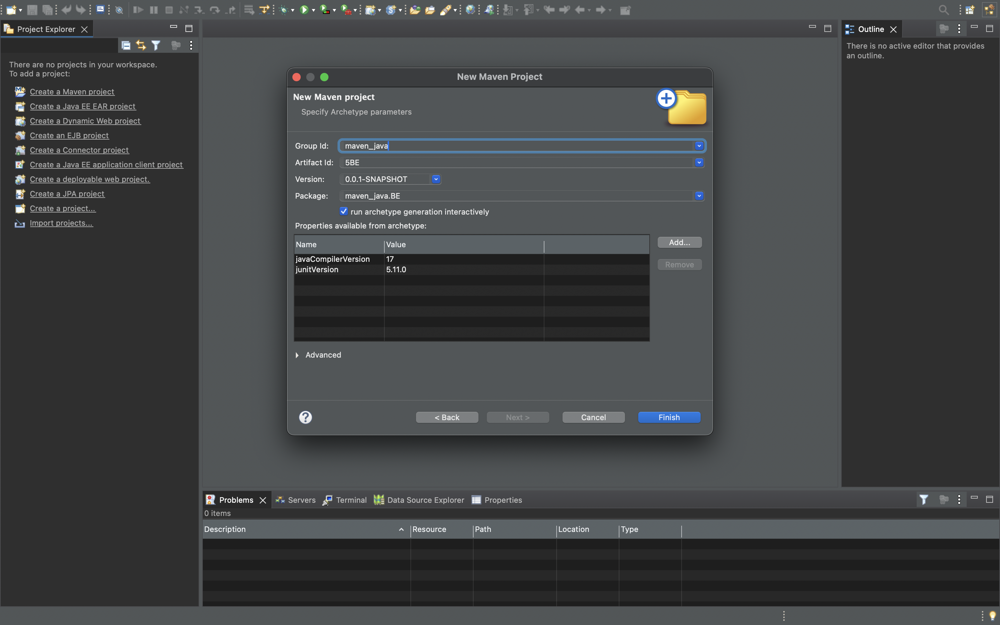 Project Explorer
Outline
There is no active editor that provides
an outline.
There are no projects in your workspace.
To add a project:
Create a Maven project
Create a Java EE EAR project
Create a Dynamic Web project
Create an EJB project
Create a Connector project
Create a Java EE application client project
Create a deployable web project.
Create a JPA project
Create a project...
Import projects...
New Maven Project
New Maven project
Specify Archetype parameters
Group Id: maven_java
Artifact Id: 5BE
Version: 0.0.1-SNAPSHOT
Package: maven_java.BE
run archetype generation interactively
Properties available from archetype:
Name Value
javaCompilerVersion 17
junitVersion 5.11.0
Add...
Remove
Advanced
< Back Next > Cancel Finish
Problems Servers Terminal Data Source Explorer Properties
0 items
Description Resource Path Location Type